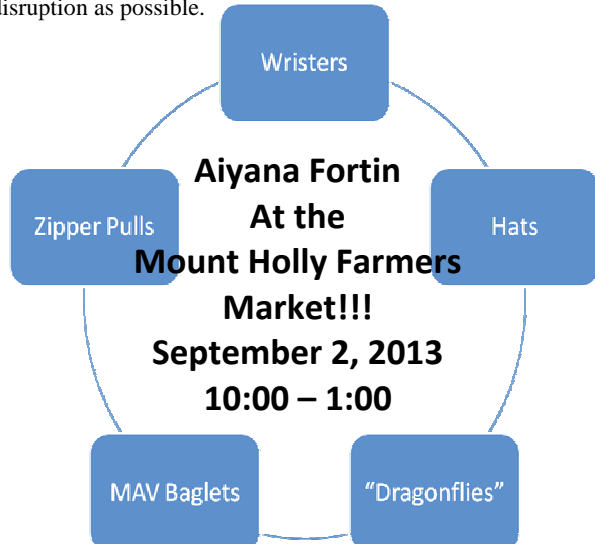 disruption as possible.
Wristers
Aiyana Fortin
At the
Zipper Pulls
Hats
Mount Holly Farmers
Market!!!
September 2, 2013
10:00 – 1:00
MAV Baglets
“Dragonflies”